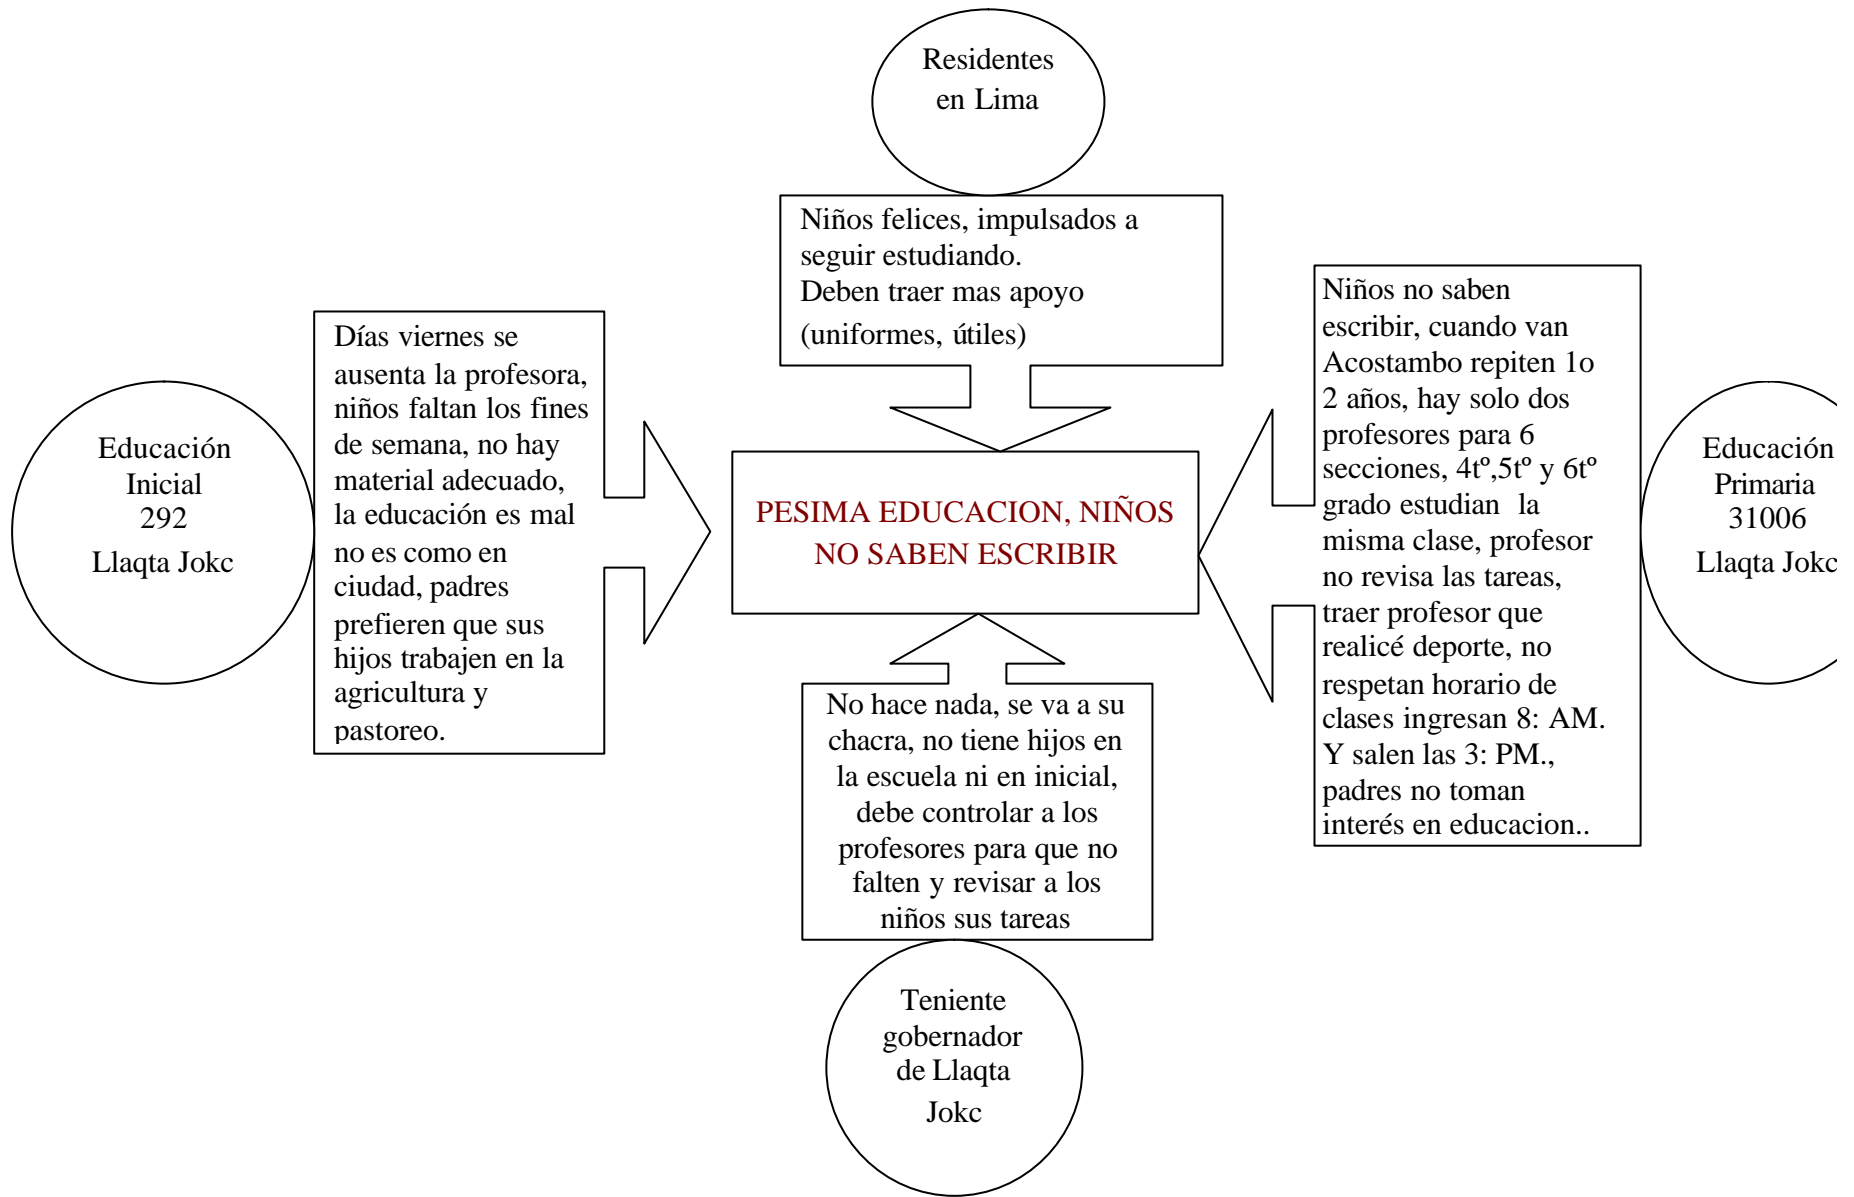 Residentes
en Lima
Niños felices, impulsados a
seguir estudiando.
Deben traer mas apoyo
(uniformes, útiles)
Educación
Inicial
292
Llaqta Jokc
Días viernes se
ausenta la profesora,
niños faltan los fines
de semana, no hay
material adecuado,
la educación es mal
no es como en
ciudad, padres
prefieren que sus
hijos trabajen en la
agricultura y
pastoreo.
PESIMA EDUCACION, NIÑOS
NO SABEN ESCRIBIR
Niños no saben
escribir, cuando van
Acostambo repiten 1o
2 años, hay solo dos
profesores para 6
secciones, 4tº,5tº y 6tº
grado estudian la
misma clase, profesor
no revisa las tareas,
traer profesor que
realicé deporte, no
respetan horario de
clases ingresan 8: AM.
Y salen las 3: PM.,
padres no toman
interés en educacion..
Educación
Primaria
31006
Llaqta Jokc
No hace nada, se va a su
chacra, no tiene hijos en
la escuela ni en inicial,
debe controlar a los
profesores para que no
falten y revisar a los
niños sus tareas
Teniente
gobernador
de Llaqta
Jokc